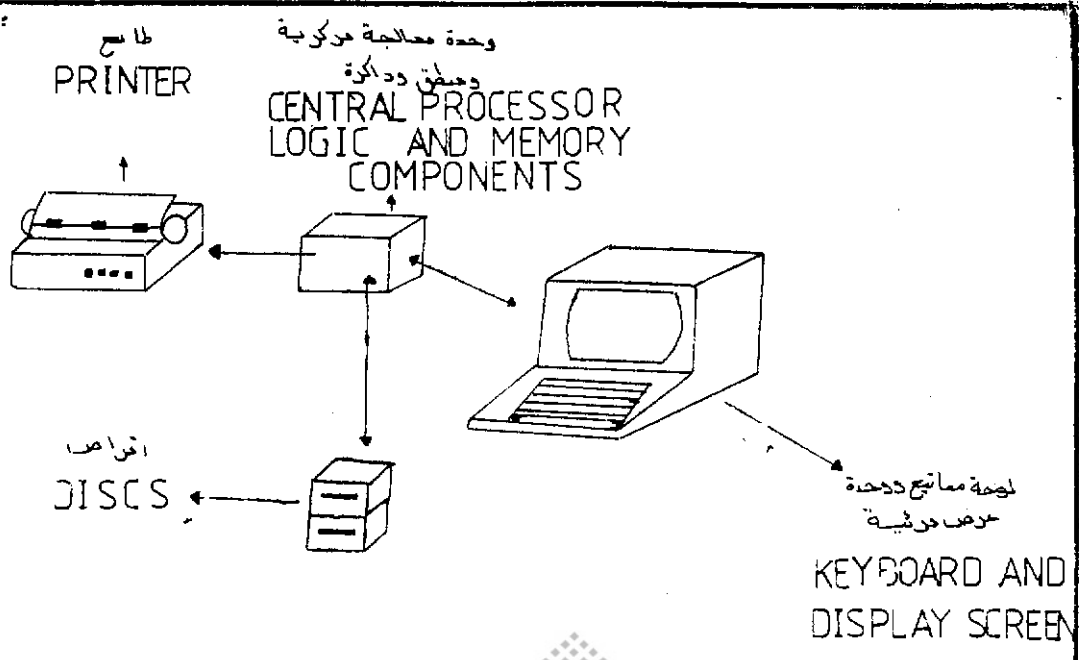 طابع
PRINTER
وحدة معالجة مركزية
ومنطق وذاكرة
CENTRAL PROCESSOR
LOGIC AND MEMORY
COMPONENTS
اقراص
DISCS
لوحة مفاتيح ووحدة
عرض مرئية
KEYBOARD AND
DISPLAY SCREEN